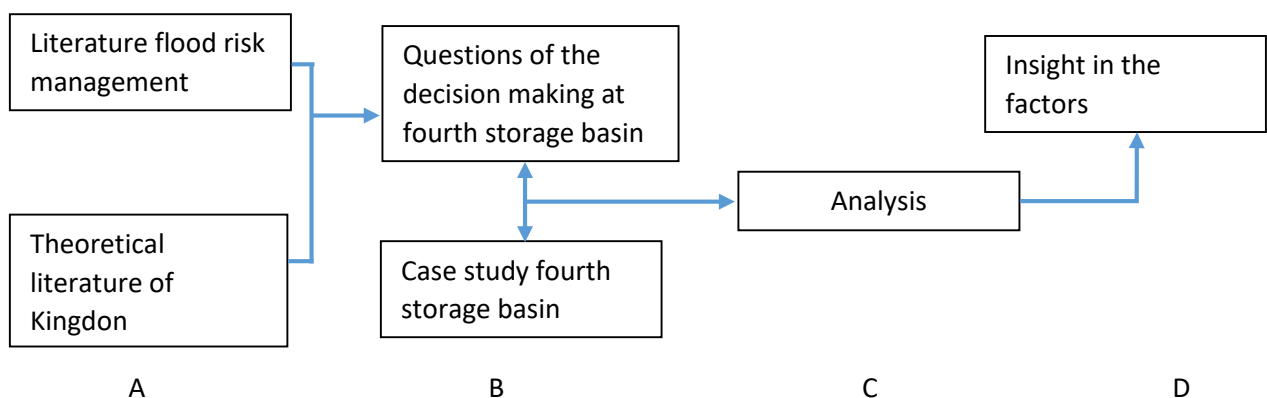 Literature flood risk
management
Theoretical
literature of
Kingdon
Questions of the
decision making at
fourth storage basin
Case study fourth
storage basin
Analysis
Insight in the
factors
A
B
C
D